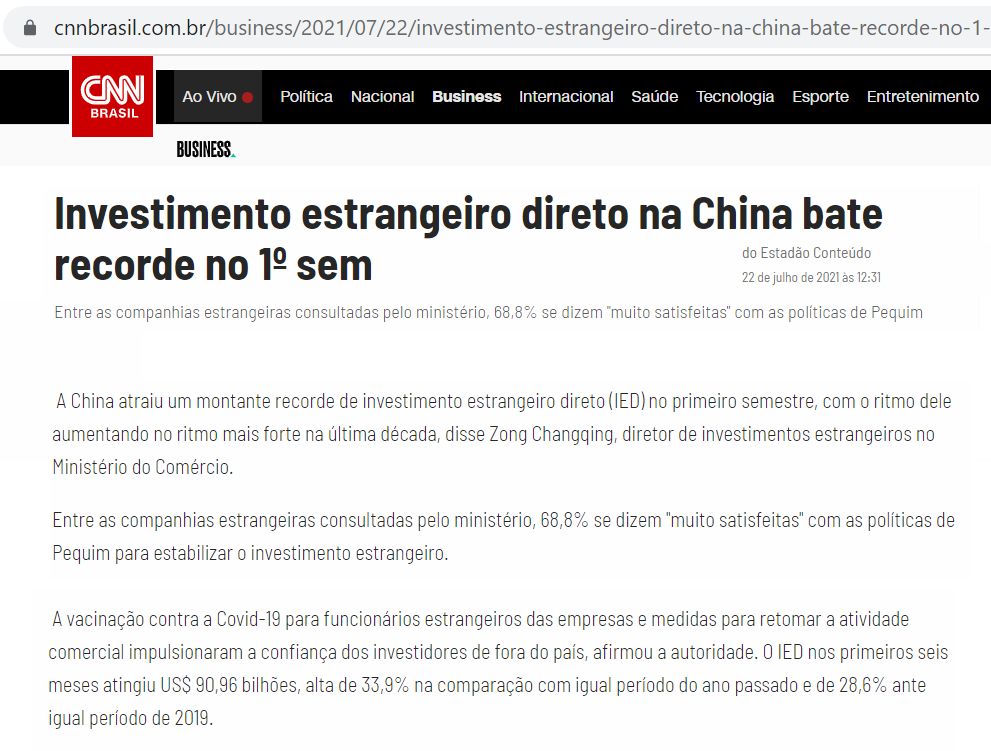 cnnbrasil.com.br/business/2021/07/22/investimento-estrangeiro-direto-na-china-bate-recorde-no-1-
CNN
BRASIL
Ao Vivo Política Nacional Business Internacional Saúde Tecnologia Esporte Entretenimento
BUSINESS
Investimento estrangeiro direto na China bate
recorde no 1º sem
do Estadão Conteúdo
22 de julho de 2021 às 12:31
Entre as companhias estrangeiras consultadas pelo ministério, 68,8% se dizem "muito satisfeitas" com as políticas de Pequim
A China atraiu um montante recorde de investimento estrangeiro direto (IED) no primeiro semestre, com o ritmo dele
aumentando no ritmo mais forte na última década, disse Zong Changqing, diretor de investimentos estrangeiros no
Ministério do Comércio.
Entre as companhias estrangeiras consultadas pelo ministério, 68,8% se dizem "muito satisfeitas" com as políticas de
Pequim para estabilizar o investimento estrangeiro.
A vacinação contra a Covid-19 para funcionários estrangeiros das empresas e medidas para retomar a atividade
comercial impulsionaram a confiança dos investidores de fora do país, afirmou a autoridade. O IED nos primeiros seis
meses atingiu US$ 90,96 bilhões, alta de 33,9% na comparação com igual período do ano passado e de 28,6% ante
igual período de 2019.